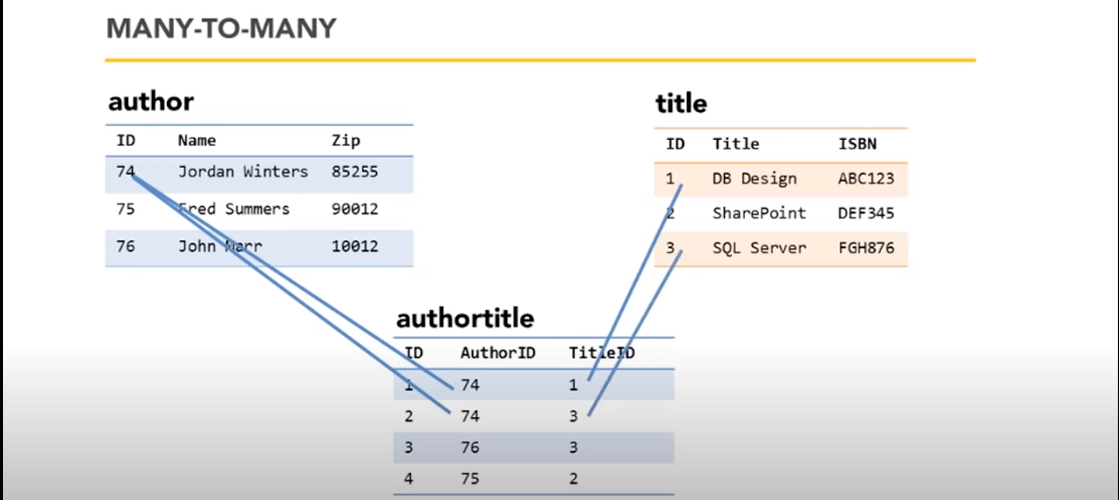 MANY-TO-MANY
author
ID Name Zip
74 Jordan Winters 85255
75 Fred Summers 90012
76 John Marr 10012
title
ID Title ISBN
1 DB Design ABC123
2 SharePoint DEF345
3 SQL Server FGH876
authortitle
ID AuthorID TitleID
1 74 1
2 74 3
3 76 3
4 75 2